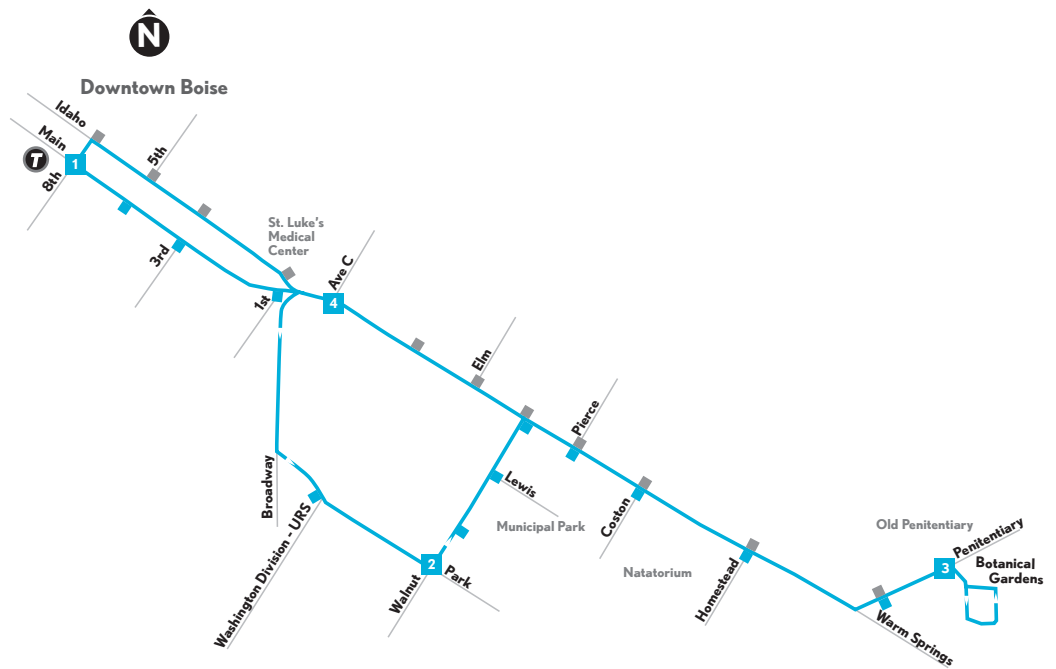 N
Downtown Boise
Idaho
Main
T
1
8th
5th
3rd
St. Luke's
Medical
Center
1st
Ave C
4
Elm
Pierce
Broadway
Lewis
Coston
Washington Division - URS
Municipal Park
Old Penitentiary
Penitentiary
2
Park
Walnut
Natatorium
Homestead
3
Botanical
Gardens
Warm Springs